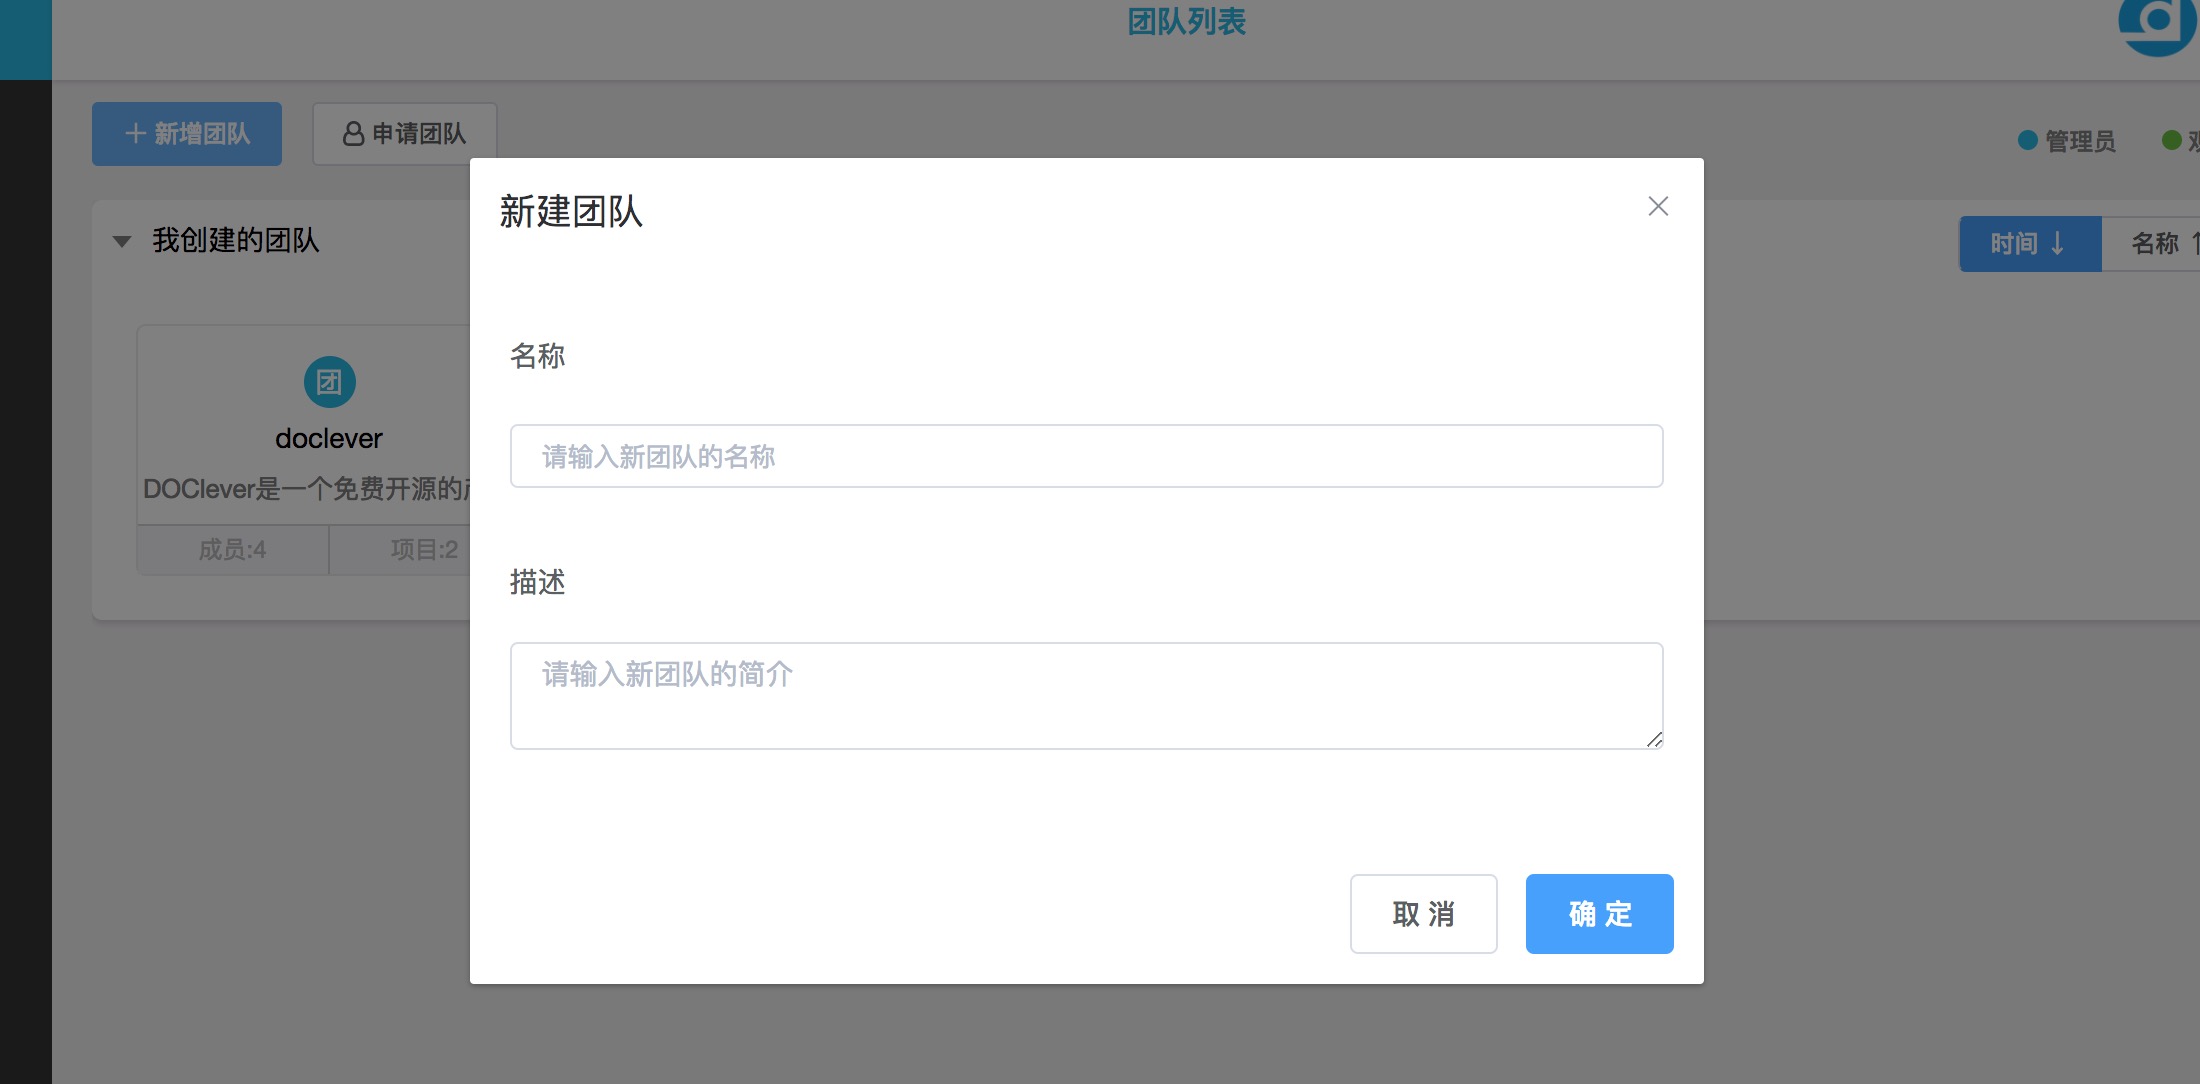 团队列表
新增团队
申请团队
管理员
我创建的团队
时间 ↓
名称 ↑
团
doclever
DOClever是一个免费开源的
成员:4
项目:2
新建团队
名称
请输入新团队的名称
描述
请输入新团队的简介
取 消
确 定